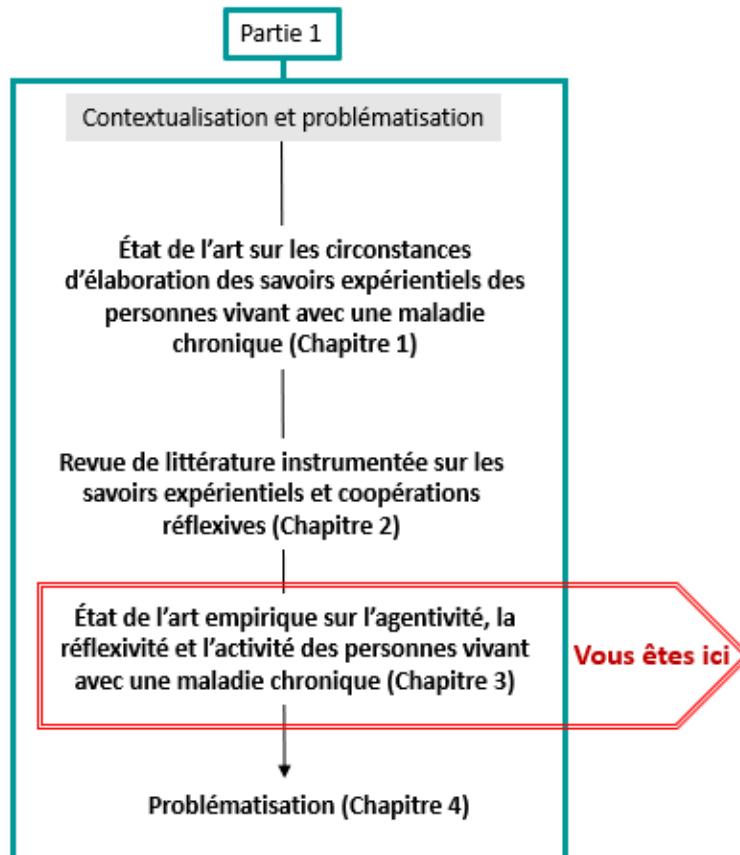 Partie 1
Contextualisation et problématisation
État de l’art sur les circonstances
d’élaboration des savoirs expérientiels des
personnes vivant avec une maladie
chronique (Chapitre 1)
Revue de littérature instrumentée sur les
savoirs expérientiels et coopérations
réflexives (Chapitre 2)
État de l’art empirique sur l’agentivité, la
réflexivité et l’activité des personnes vivant
avec une maladie chronique (Chapitre 3)
Vous êtes ici
Problématisation (Chapitre 4)